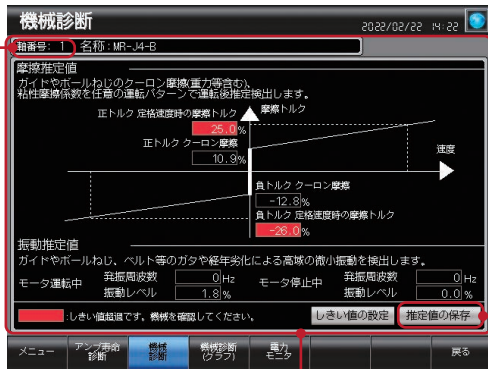 機械診断
2022/02/22 14:22
軸番号: 1 名称:MR-J4-B
摩擦推定値
ガイドやボールねじのクーロン摩擦(重力等含む)、
粘性摩擦係数を任意の運転パターンで運転後推定検出します。
正トルク 定格速度時の摩擦トルク
25.0%
摩擦トルク
正トルク クーロン摩擦
10.9%
速度
負トルク クーロン摩擦
-12.8%
負トルク 定格速度時の摩擦トルク
-26.0%
振動推定値
ガイドやボールねじ、ベルト等のガタや経年劣化による高域の微小振動を検出します。
モータ運転中 発振周波数 0Hz モータ停止中 発振周波数 0Hz
振動レベル 1.8% 振動レベル 0.0%
:しきい値超過です。機械を確認してください。 しきい値の設定 推定値の保存
メニュー アンプ寿命診断 機械診断 機械診断(グラフ) 電力モニタ 戻る